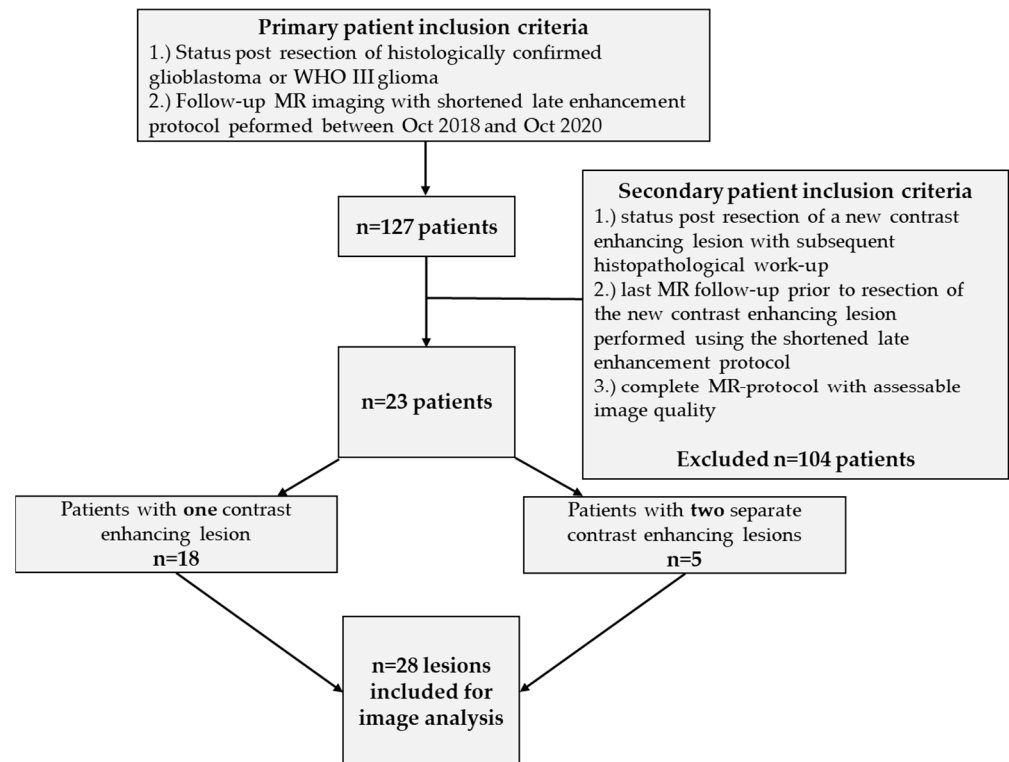 Primary patient inclusion criteria
1.) Status post resection of histologically confirmed
glioblastoma or WHO III glioma
2.) Follow-up MR imaging with shortened late enhancement
protocol peformed between Oct 2018 and Oct 2020
n=127 patients
Secondary patient inclusion criteria
1.) status post resection of a new contrast
enhancing lesion with subsequent
histopathological work-up
2.) last MR follow-up prior to resection of
the new contrast enhancing lesion
performed using the shortened late
enhancement protocol
3.) complete MR-protocol with assessable
image quality
Excluded n=104 patients
n=23 patients
Patients with one contrast
enhancing lesion
n=18
Patients with two separate
contrast enhancing lesions
n=5
n=28 lesions
included for
image analysis